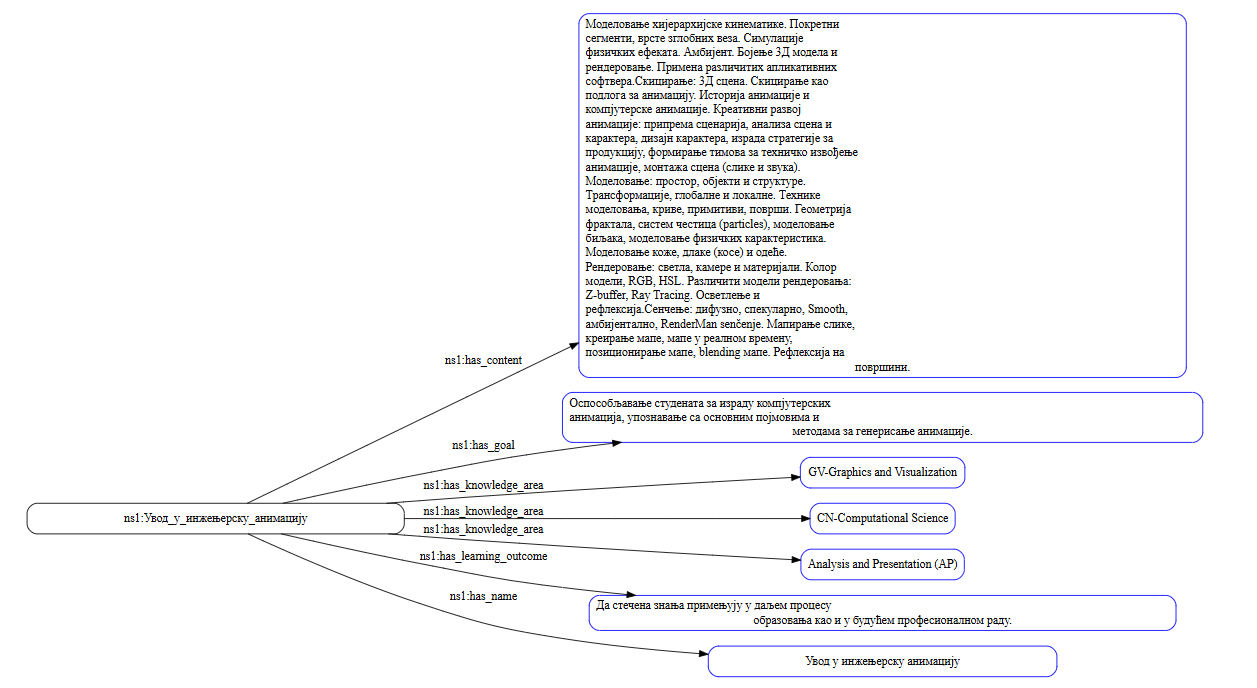 Моделовање хијерархијске кинематике. Покретни
сегменти, врсте зглобних веза. Симулације
физичких ефеката. Амбијент. Бојење 3Д модела и
рендеровање. Примена различитих апликативних
софтвера.Скицирање: 3Д сцена. Скицирање као
подлога за анимацију. Историја анимације и
компјутерске анимације. Креативни развој
анимације: припрема сценарија, анализа сцена и
карактера, дизајн карактера, израда стратегије за
продукцију, формирање тимова за техничко извођење
анимације, монтажа сцена (слике и звука).
Моделовање: простор, објекти и структуре.
Трансформације, глобалне и локалне. Технике
моделовања, криве, примитиви, површи. Геометрија
фрактала, систем честица (particles), моделовање
биљака, моделовање физичких карактеристика.
Моделовање коже, длаке (косе) и одеће.
Рендеровање: светла, камере и материјали. Колор
модели, RGB, HSL. Различити модели рендеровања:
Z-buffer, Ray Tracing. Осветлење и
рефлексија.Сенчење: дифузно, спекуларно, Smooth,
амбијентално, RenderMan senčenje. Мапирање слике,
креирање мапе, мапе у реалном времену,
позиционирање мапе, blending мапе. Рефлексија на
површини.
ns1:has_content
Оспособљавање студената за израду компјутерских
анимација, упознавање са основним појмовима и
методама за генерисање анимације.
ns1:has_goal
GV-Graphics and Visualization
ns1:has_knowledge_area
ns1:has_knowledge_area
CN-Computational Science
ns1:Увод_у_инжењерску_анимацију
ns1:has_knowledge_area
Analysis and Presentation (AP)
ns1:has_learning_outcome
Да стечена знања примењују у даљем процесу
образовања као и у будућем професионалном раду.
ns1:has_name
Увод у инжењерску анимацију